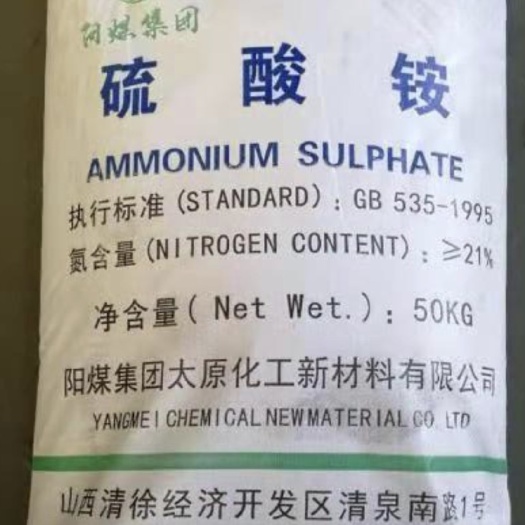 阳煤集团
硫酸铵
AMMONIUM SULPHATE
执行标准(STANDARD):GB 535-1995
氮含量(NITROGEN CONTENT):≥21%
净含量(Net Wet.):50KG
阳煤集团太原化工新材料有限公司
YANGMEI CHEMICAL NEW MATERIAL CO. LTD
山西清徐经济开发区清泉南路1号